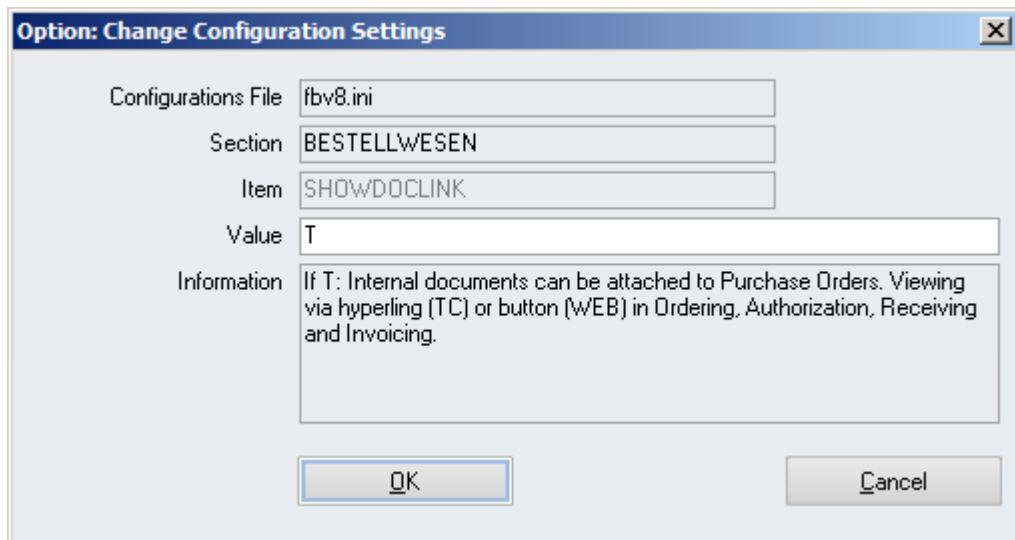 Option: Change Configuration Settings
Configurations File fbv8.ini
Section BESTELLWESEN
Item SHOWDOCLINK
Value T
Information If T: Internal documents can be attached to Purchase Orders. Viewing
via hyperling (TC) or button (WEB) in Ordering, Authorization, Receiving
and Invoicing.
OK Cancel